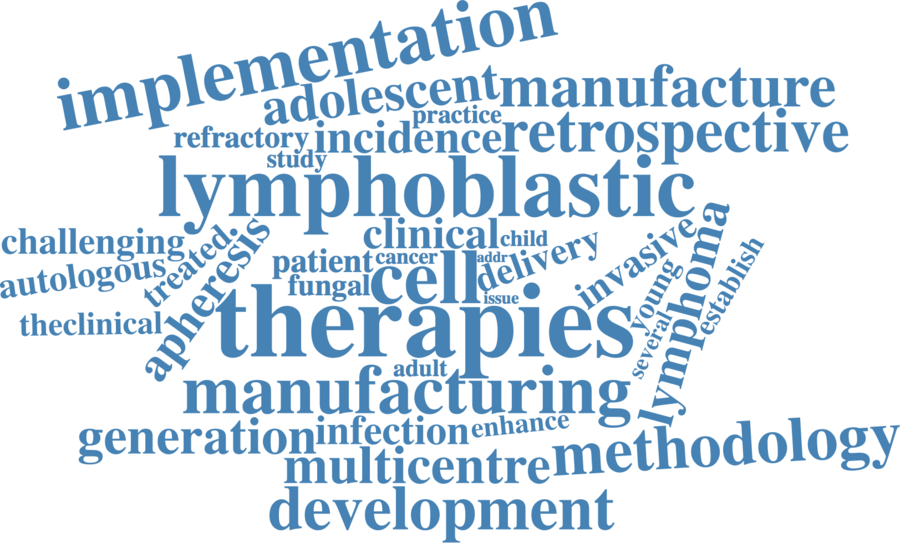 implementation
adolescent manufacture
practice
refractory incidence retrospective
study
lymphoblastic
challenging treated apheresis clinical child delivery invasive lymphoma
autologous patient cancer addr
fungal cell issue young establish
theclinical therapies several
adult
manufacturing
generation infection enhance methodology
multicentre
development